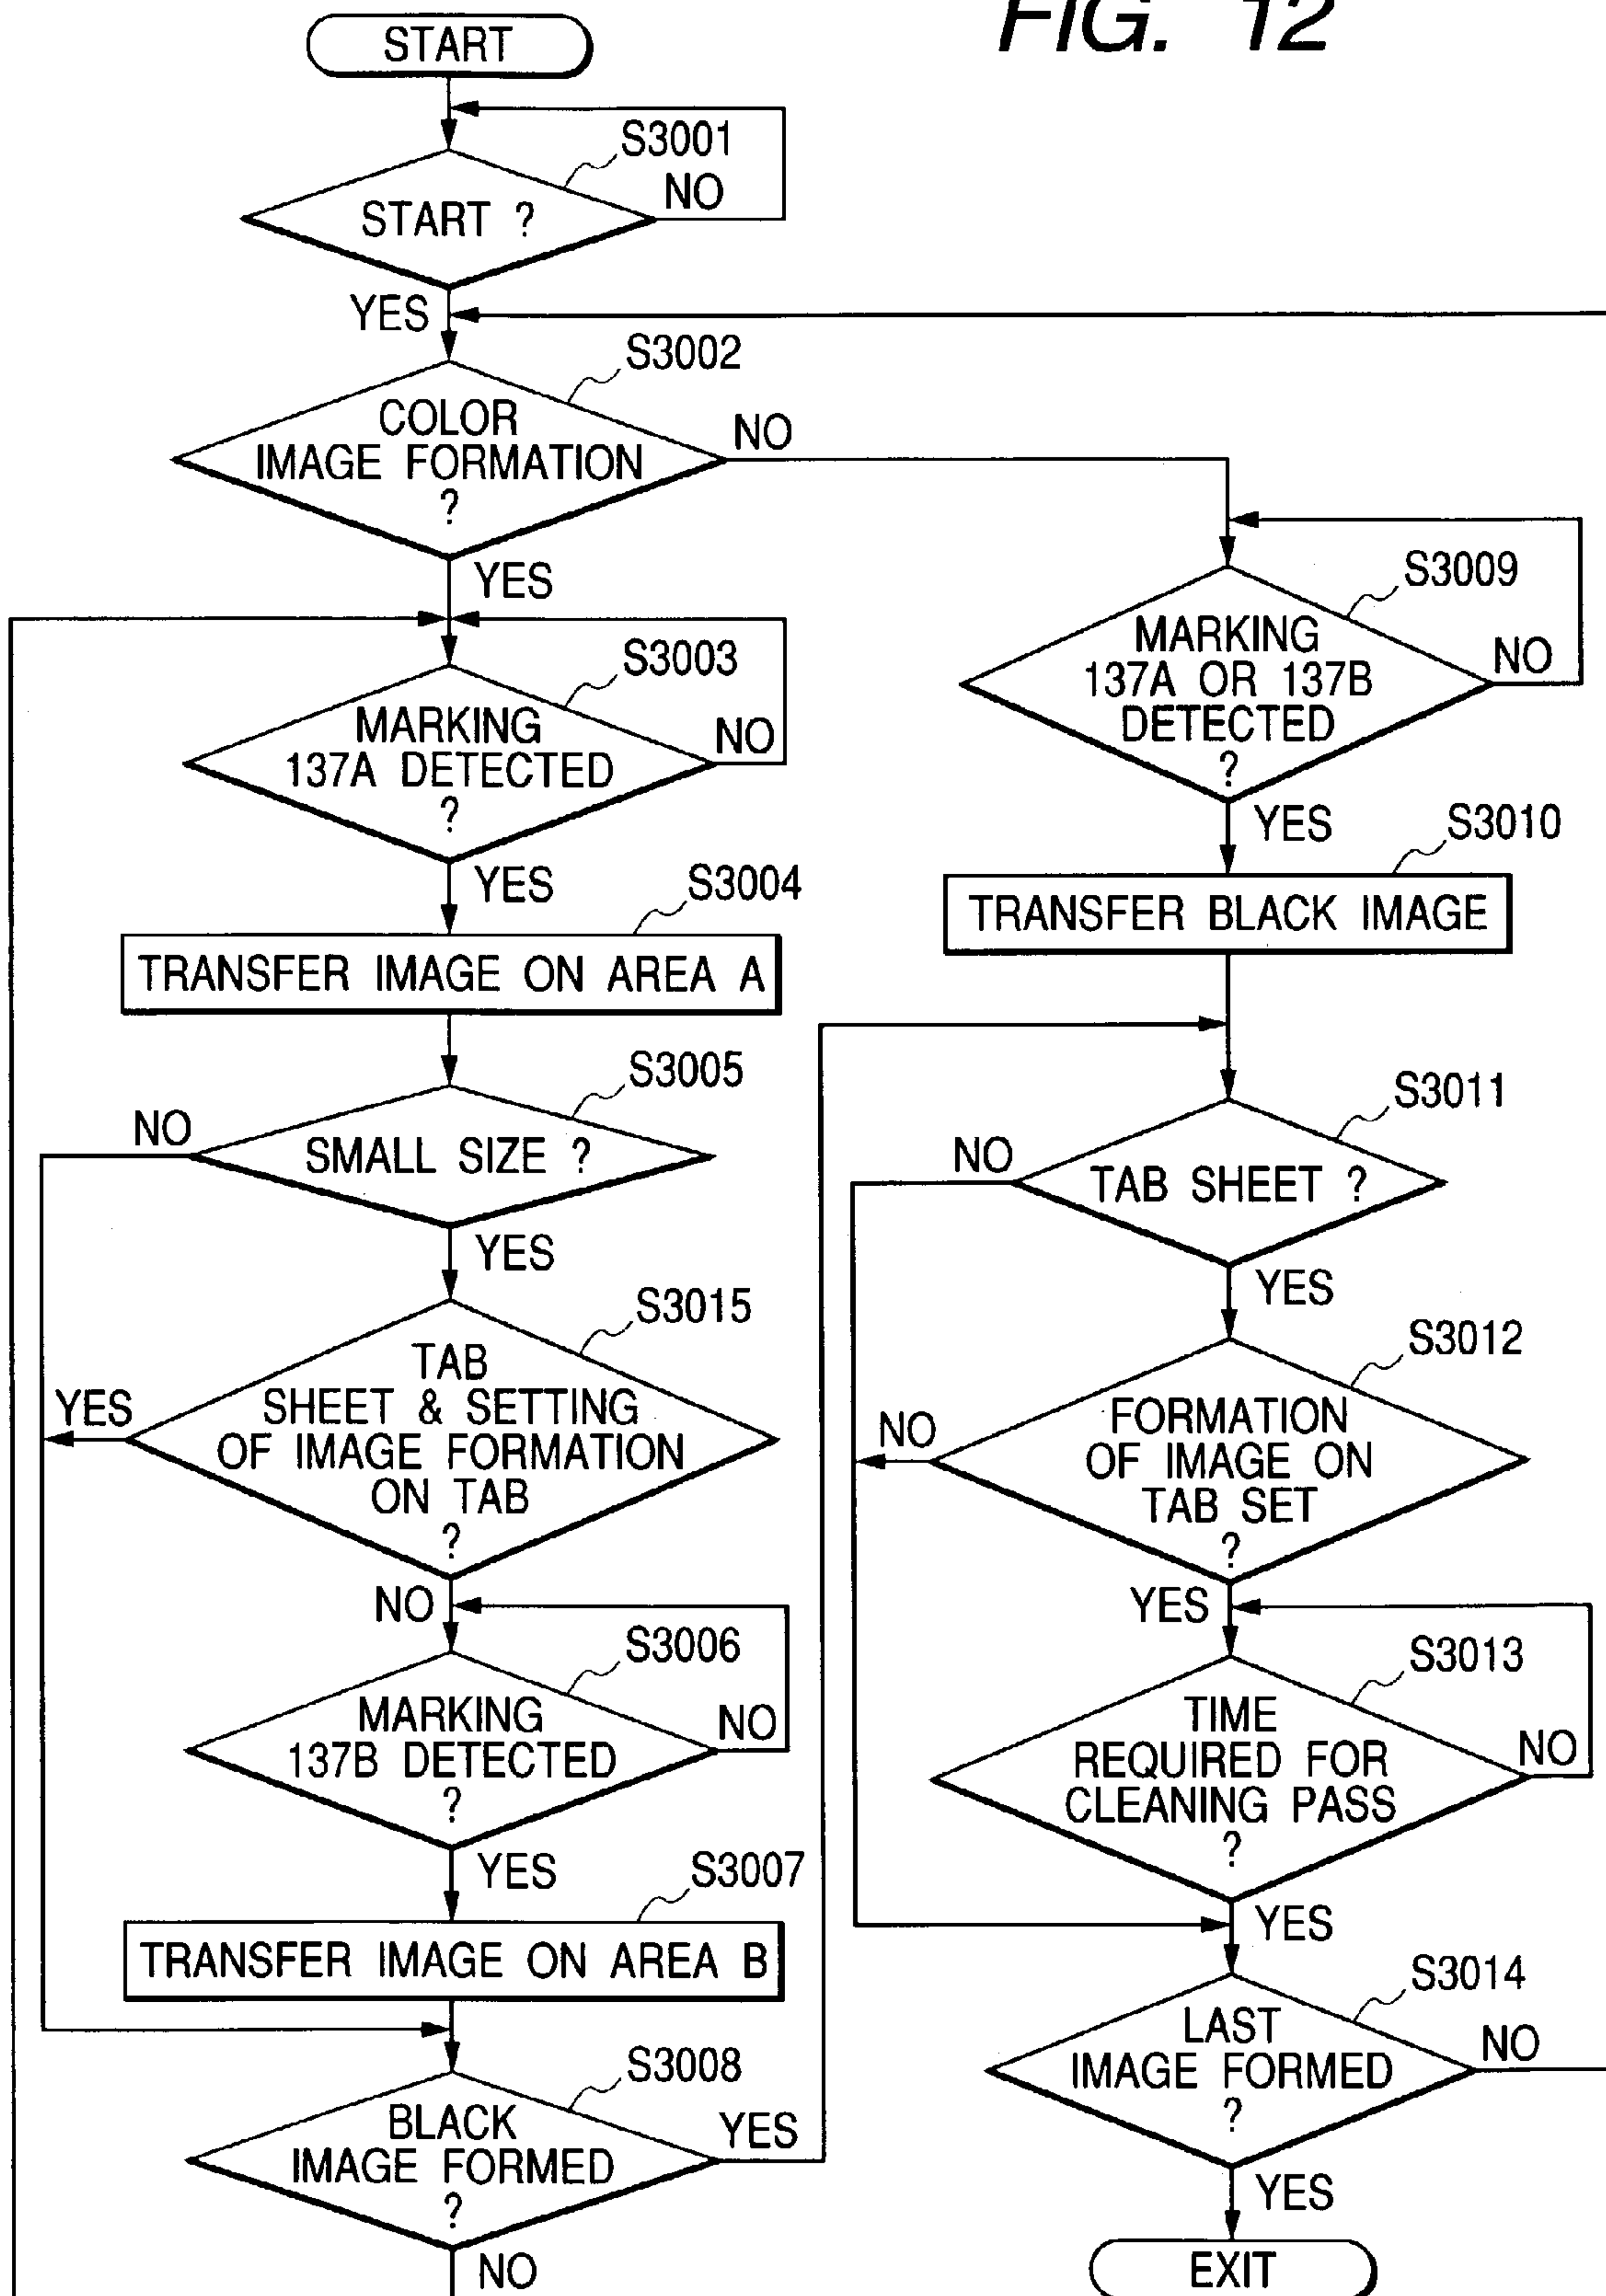 FIG. 12
START
S3001
START ?
NO
YES
S3002
COLOR
IMAGE FORMATION
?
NO
YES
S3003
MARKING
137A DETECTED
?
NO
YES
S3004
TRANSFER IMAGE ON AREA A
S3005
SMALL SIZE ?
NO
YES
S3015
TAB
SHEET & SETTING
OF IMAGE FORMATION
ON TAB
?
YES
NO
S3006
MARKING
137B DETECTED
?
NO
YES
S3007
TRANSFER IMAGE ON AREA B
S3008
BLACK
IMAGE FORMED
?
YES
NO
S3009
MARKING
137A OR 137B
DETECTED
?
NO
YES
S3010
TRANSFER BLACK IMAGE
S3011
TAB SHEET ?
NO
YES
S3012
FORMATION
OF IMAGE ON
TAB SET
?
NO
YES
S3013
TIME
REQUIRED FOR
CLEANING PASS
?
NO
YES
S3014
LAST
IMAGE FORMED
?
NO
YES
EXIT